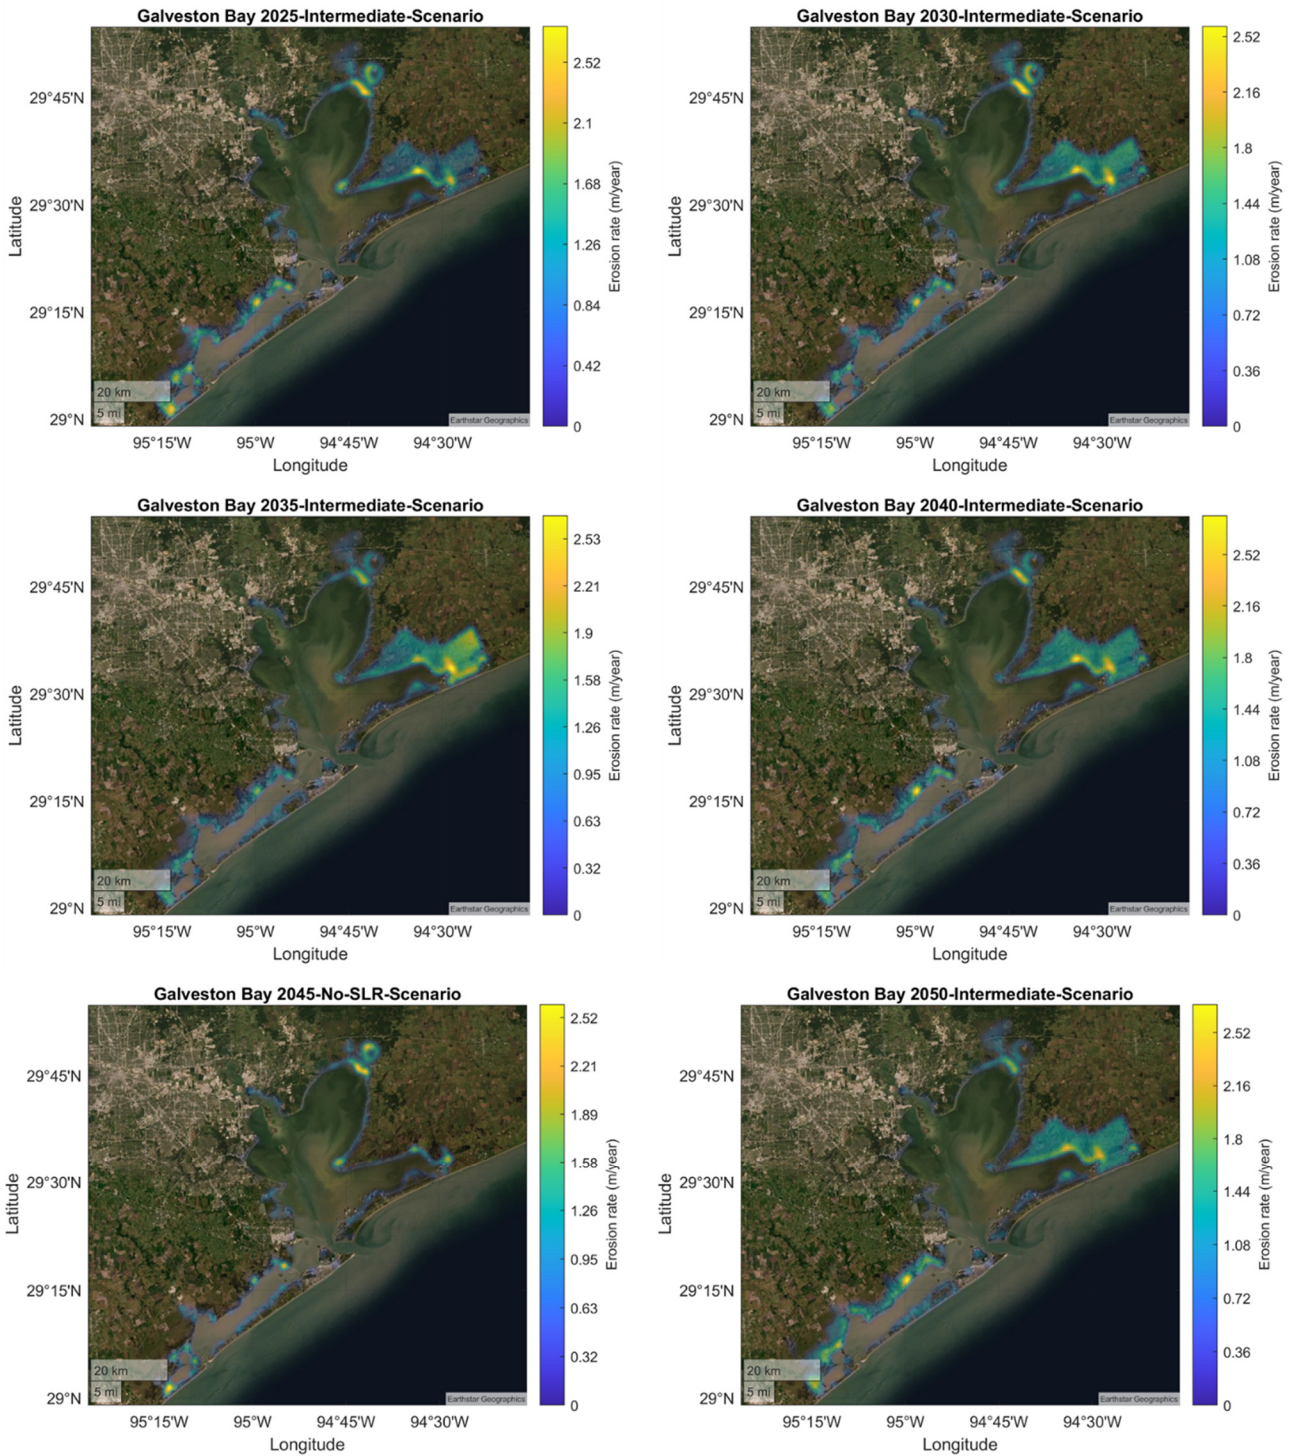 Galveston Bay 2025-Intermediate-Scenario
29°45'N
29°30'N
29°15'N
29°N
Latitude
20 km
5 mi
Earthstar Geographics
95°15'W 95°W 94°45'W 94°30'W
Longitude
2.52
2.1
1.68
1.26
0.84
0.42
0
Erosion rate (m/year)
Galveston Bay 2030-Intermediate-Scenario
29°45'N
29°30'N
29°15'N
29°N
Latitude
20 km
5 mi
Earthstar Geographics
95°15'W 95°W 94°45'W 94°30'W
Longitude
2.52
2.16
1.8
1.44
1.08
0.72
0.36
0
Erosion rate (m/year)
Galveston Bay 2035-Intermediate-Scenario
29°45'N
29°30'N
29°15'N
29°N
Latitude
20 km
5 mi
Earthstar Geographics
95°15'W 95°W 94°45'W 94°30'W
Longitude
2.53
2.21
1.9
1.58
1.26
0.95
0.63
0.32
0
Erosion rate (m/year)
Galveston Bay 2040-Intermediate-Scenario
29°45'N
29°30'N
29°15'N
29°N
Latitude
20 km
5 mi
Earthstar Geographics
95°15'W 95°W 94°45'W 94°30'W
Longitude
2.52
2.16
1.8
1.44
1.08
0.72
0.36
0
Erosion rate (m/year)
Galveston Bay 2045-No-SLR-Scenario
29°45'N
29°30'N
29°15'N
29°N
Latitude
20 km
5 mi
Earthstar Geographics
95°15'W 95°W 94°45'W 94°30'W
Longitude
2.52
2.21
1.89
1.58
1.26
0.95
0.63
0.32
0
Erosion rate (m/year)
Galveston Bay 2050-Intermediate-Scenario
29°45'N
29°30'N
29°15'N
29°N
Latitude
20 km
5 mi
Earthstar Geographics
95°15'W 95°W 94°45'W 94°30'W
Longitude
2.52
2.16
1.8
1.44
1.08
0.72
0.36
0
Erosion rate (m/year)